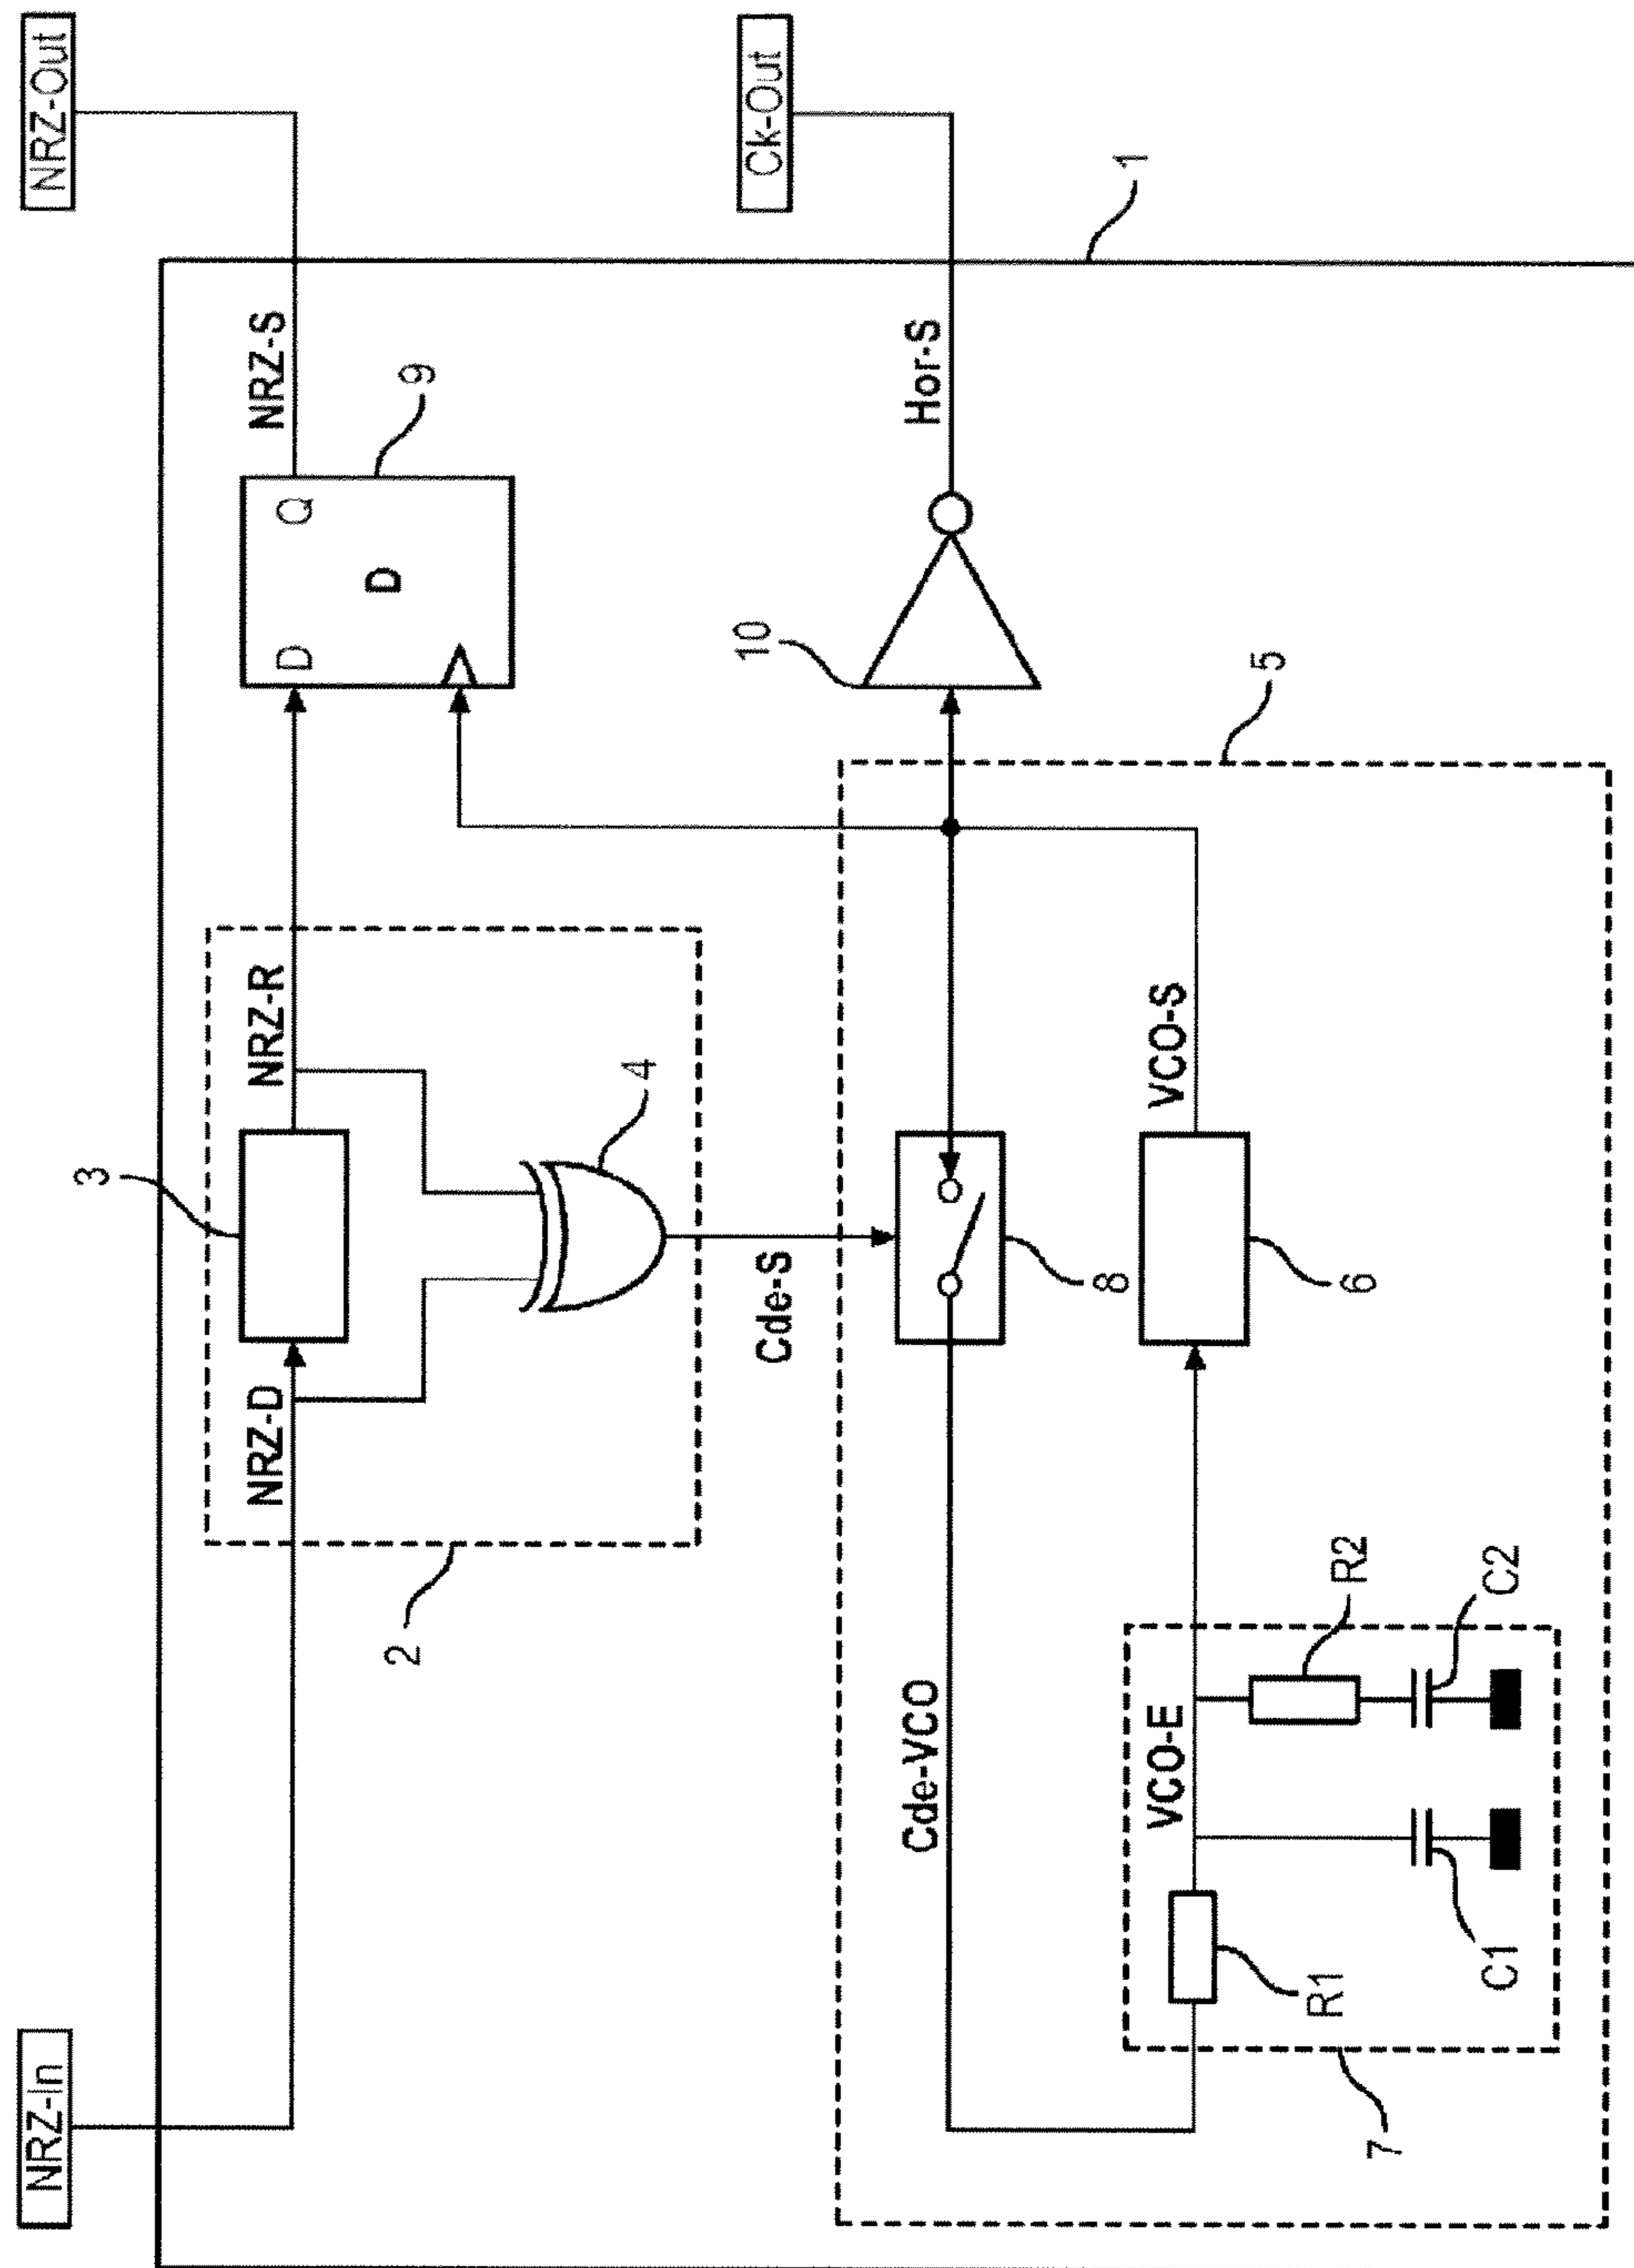 NRZ-In
NRZ-Out
Ck-Out
NRZ-D
3
NRZ-R
D
Q
D
9
NRZ-S
2
4
Cde-S
10
Hor-S
1
Cde-VCO
8
5
VCO-E
6
VCO-S
R1
C1
R2
C2
7